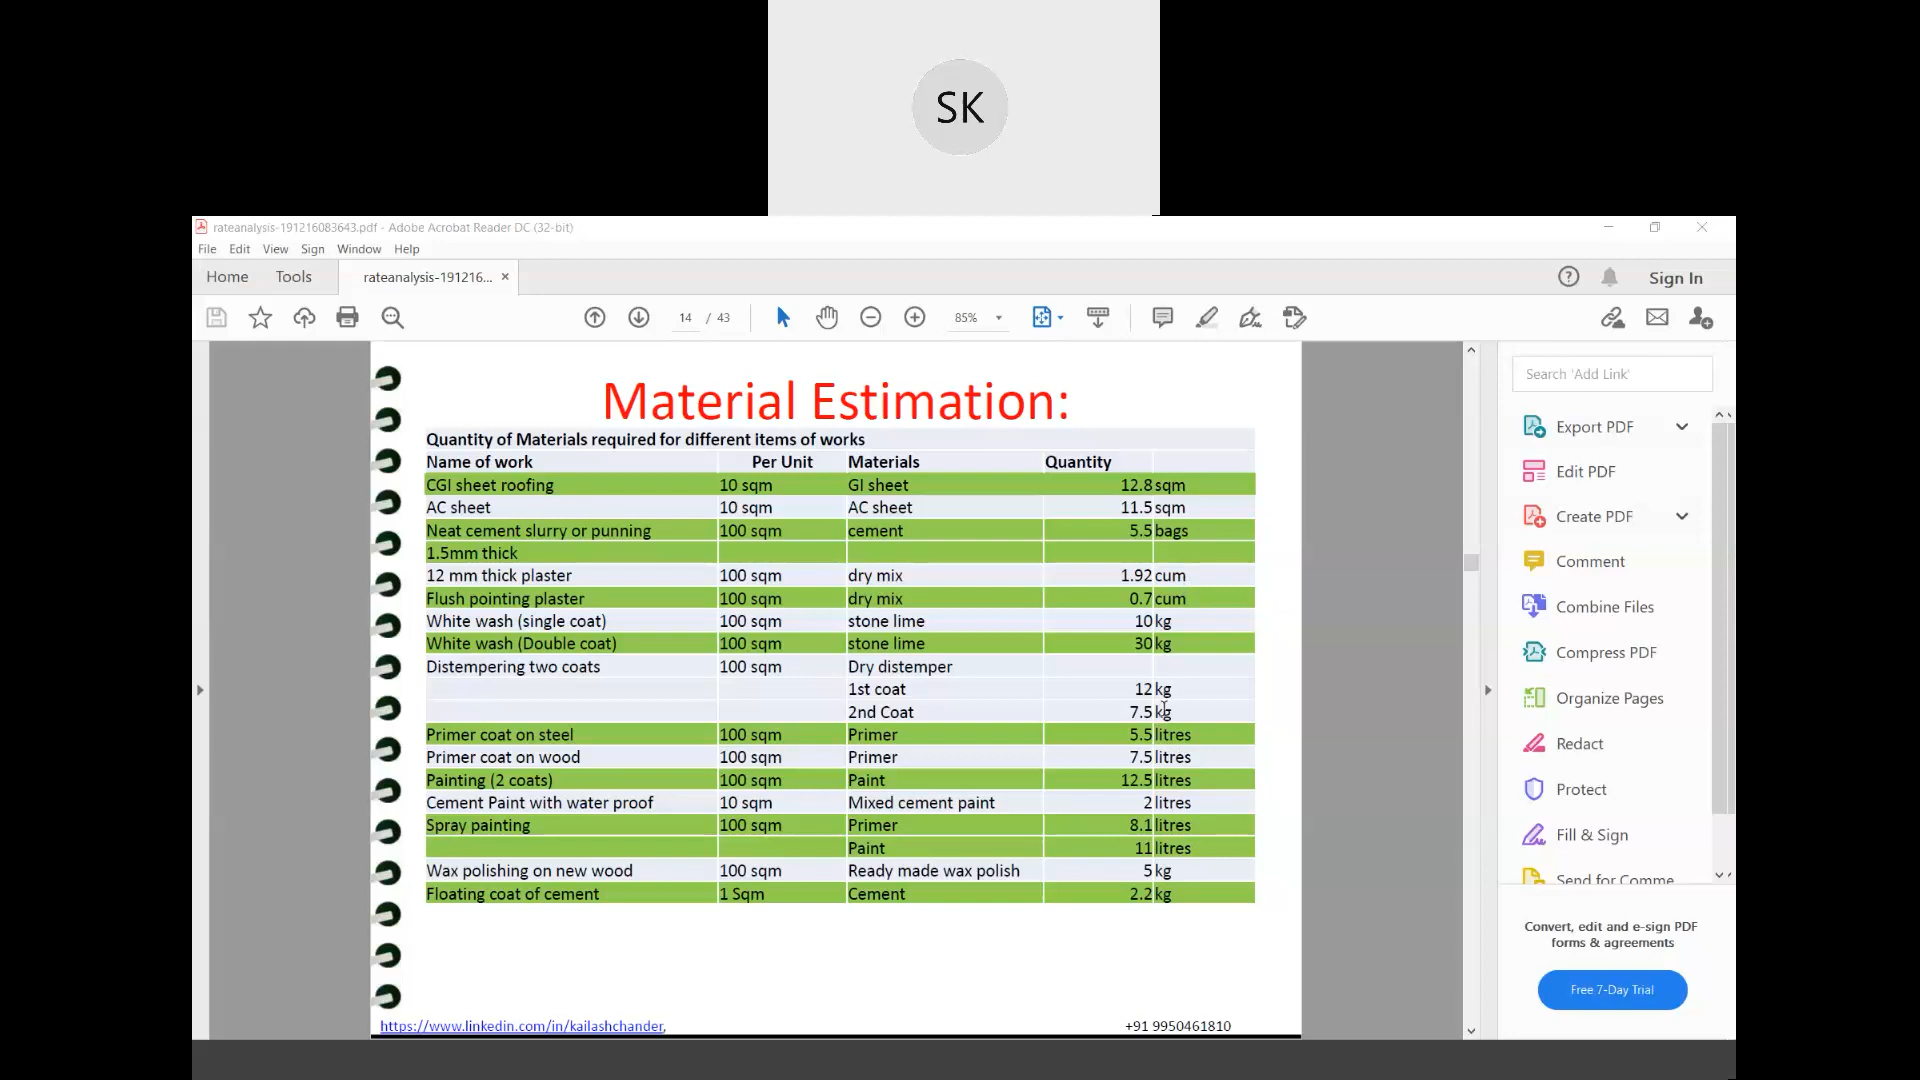 SK
rateanalysis-191216083643.pdf - Adobe Acrobat Reader DC (32-bit)
File Edit View Sign Window Help
Home Tools rateanalysis-191216... × Sign In
14 / 43 85%
Search 'Add Link'
Export PDF
Edit PDF
Create PDF
Comment
Combine Files
Compress PDF
Organize Pages
Redact
Protect
Fill & Sign
Send for Comme
Convert, edit and e-sign PDF
forms & agreements
Free 7-Day Trial
Material Estimation:
Quantity of Materials required for different items of works
Name of work Per Unit Materials Quantity
CGI sheet roofing 10 sqm GI sheet 12.8 sqm
AC sheet 10 sqm AC sheet 11.5 sqm
Neat cement slurry or punning 100 sqm cement 5.5 bags
1.5mm thick
12 mm thick plaster 100 sqm dry mix 1.92 cum
Flush pointing plaster 100 sqm dry mix 0.7 cum
White wash (single coat) 100 sqm stone lime 10 kg
White wash (Double coat) 100 sqm stone lime 30 kg
Distempering two coats 100 sqm Dry distemper
1st coat 12 kg
2nd Coat 7.5 kg
Primer coat on steel 100 sqm Primer 5.5 litres
Primer coat on wood 100 sqm Primer 7.5 litres
Painting (2 coats) 100 sqm Paint 12.5 litres
Cement Paint with water proof 10 sqm Mixed cement paint 2 litres
Spray painting 100 sqm Primer 8.1 litres
Paint 11 litres
Wax polishing on new wood 100 sqm Ready made wax polish 5 kg
Floating coat of cement 1 Sqm Cement 2.2 kg
https://www.linkedin.com/in/kailashchander, +91 9950461810